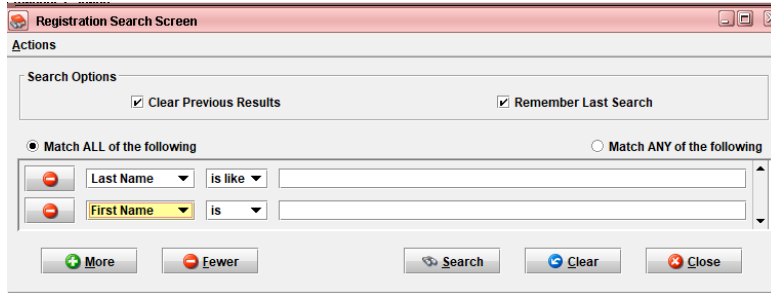 Registration Search Screen
Actions
Search Options
Clear Previous Results Remember Last Search
Match ALL of the following Match ANY of the following
Last Name is like
First Name is
More Fewer Search Clear Close